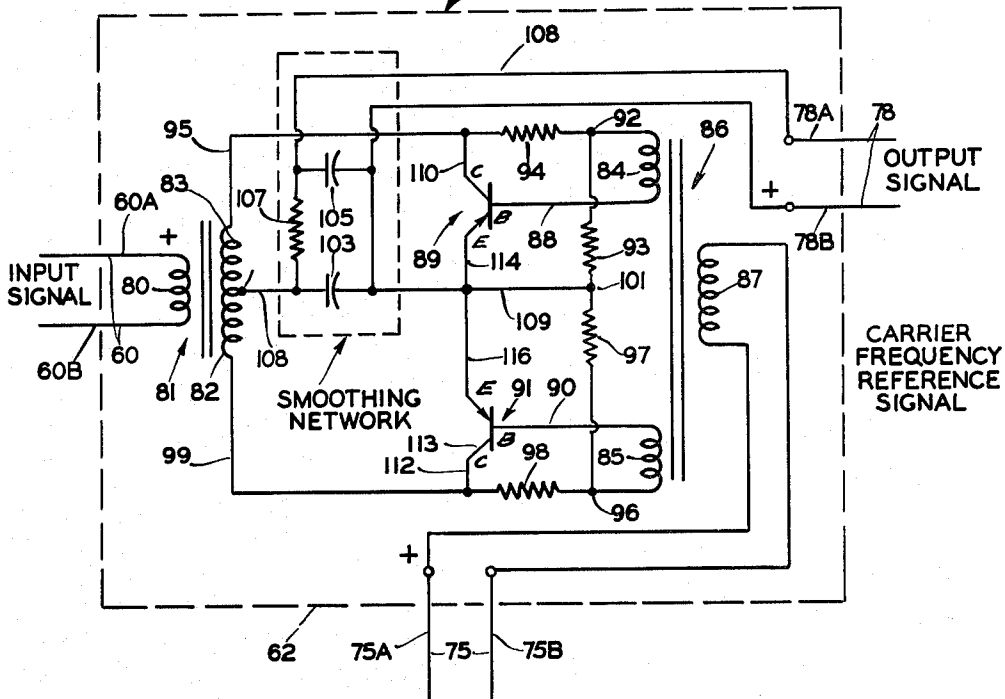 108
95
83
107
105
103
110
C
B
E
89
94
92
84
86
78A
78
OUTPUT
SIGNAL
+
78B
60A
+
INPUT
SIGNAL
80
60
60B
81
82
108
88
114
93
101
109
87
97
CARRIER
FREQUENCY
REFERENCE
SIGNAL
SMOOTHING
NETWORK
116
E
91
90
B
113
112
C
98
85
99
96
+
62
75A
75
75B